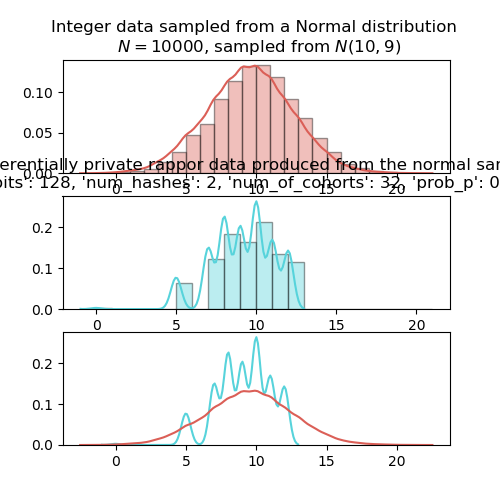 Integer data sampled from a Normal distribution
N = 10000, sampled from N(10, 9)
0.10
0.05
0.00
0 5 10 15 20
erentially private rappor data produced from the normal sam
bits': 128, 'num_hashes': 2, 'num_of_cohorts': 32, 'prob_p': 0
0.2
0.1
0.0
0 5 10 15 20
0.2
0.1
0.0
0 5 10 15 20